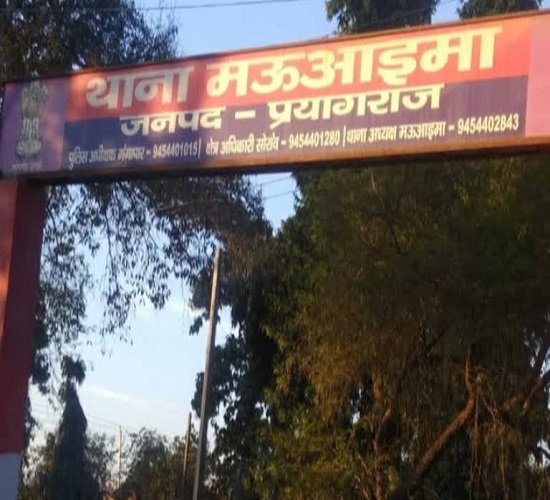 थाना मऊआइमा
जनपद - प्रयागराज
पुलिस अधीक्षक गंगापार - 9454401015| क्षेत्र अधिकारी सोरांव - 9454401280 |थाना अध्यक्ष मऊआइमा - 9454402843